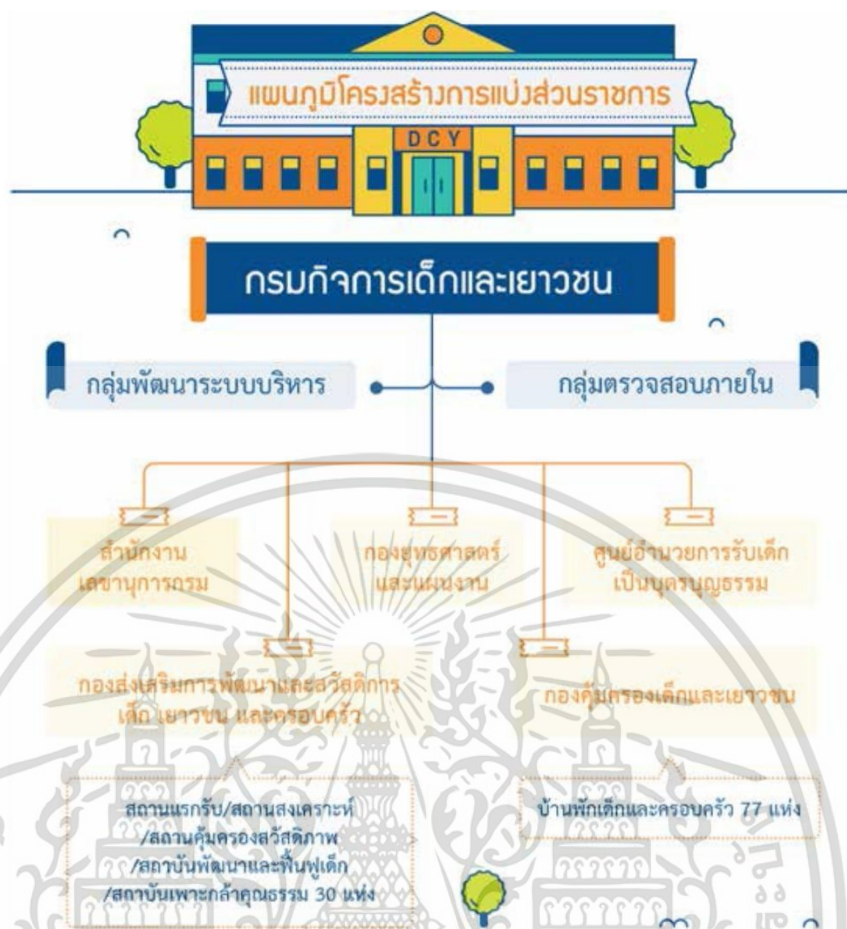 แผนภูมิโครงสร้างการแบ่งส่วนราชการ
DCY
กรมกิจการเด็กและเยาวชน
กลุ่มพัฒนาระบบบริหาร
กลุ่มตรวจสอบภายใน
สำนักงาน
เลขานุการกรม
กองยุทธศาสตร์
และแผนงาน
ศูนย์อำนวยการรับเด็ก
เป็นบุตรบุญธรรม
กองส่งเสริมการพัฒนาและสวัสดิการ
เด็ก เยาวชน และครอบครัว
กองคุ้มครองเด็กและเยาวชน
สถานแรกรับ/สถานสงเคราะห์
/สถานคุ้มครองสวัสดิภาพ
/สถาบันพัฒนาและฟื้นฟูเด็ก
/สถาบันเพาะกล้าคุณธรรม 30 แห่ง
บ้านพักเด็กและครอบครัว 77 แห่ง